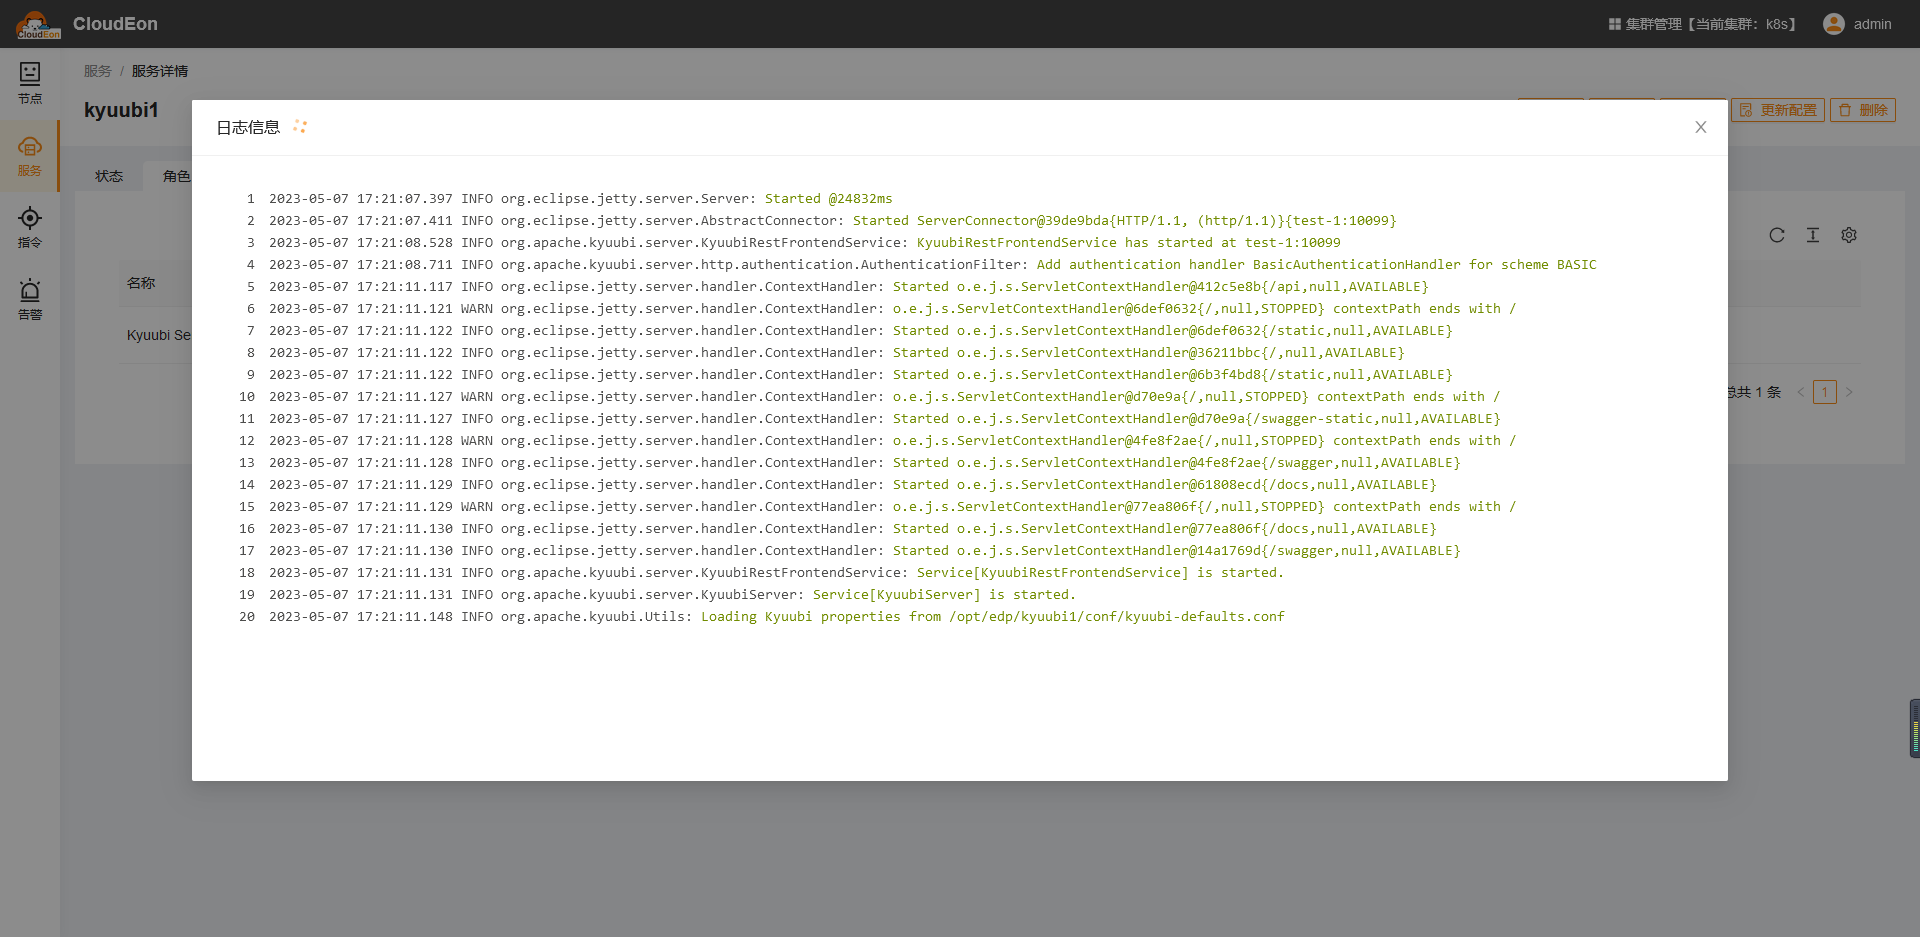 CloudEon
CloudEon
集群管理【当前集群：k8s】
admin
节点
服务
指令
告警
服务 / 服务详情
kyuubi1
更新配置
删除
状态
角色
名称
Kyuubi Se
总共 1 条
1
日志信息
1 2023-05-07 17:21:07.397 INFO org.eclipse.jetty.server.Server: Started @24832ms
2 2023-05-07 17:21:07.411 INFO org.eclipse.jetty.server.AbstractConnector: Started ServerConnector@39de9bda{HTTP/1.1, (http/1.1)}{test-1:10099}
3 2023-05-07 17:21:08.528 INFO org.apache.kyuubi.server.KyuubiRestFrontendService: KyuubiRestFrontendService has started at test-1:10099
4 2023-05-07 17:21:08.711 INFO org.apache.kyuubi.server.http.authentication.AuthenticationFilter: Add authentication handler BasicAuthenticationHandler for scheme BASIC
5 2023-05-07 17:21:11.117 INFO org.eclipse.jetty.server.handler.ContextHandler: Started o.e.j.s.ServletContextHandler@412c5e8b{/api,null,AVAILABLE}
6 2023-05-07 17:21:11.121 WARN org.eclipse.jetty.server.handler.ContextHandler: o.e.j.s.ServletContextHandler@6def0632{/,null,STOPPED} contextPath ends with /
7 2023-05-07 17:21:11.122 INFO org.eclipse.jetty.server.handler.ContextHandler: Started o.e.j.s.ServletContextHandler@6def0632{/static,null,AVAILABLE}
8 2023-05-07 17:21:11.122 INFO org.eclipse.jetty.server.handler.ContextHandler: Started o.e.j.s.ServletContextHandler@36211bbc{/,null,AVAILABLE}
9 2023-05-07 17:21:11.122 INFO org.eclipse.jetty.server.handler.ContextHandler: Started o.e.j.s.ServletContextHandler@6b3f4bd8{/static,null,AVAILABLE}
10 2023-05-07 17:21:11.127 WARN org.eclipse.jetty.server.handler.ContextHandler: o.e.j.s.ServletContextHandler@d70e9a{/,null,STOPPED} contextPath ends with /
11 2023-05-07 17:21:11.127 INFO org.eclipse.jetty.server.handler.ContextHandler: Started o.e.j.s.ServletContextHandler@d70e9a{/swagger-static,null,AVAILABLE}
12 2023-05-07 17:21:11.128 WARN org.eclipse.jetty.server.handler.ContextHandler: o.e.j.s.ServletContextHandler@4fe8f2ae{/,null,STOPPED} contextPath ends with /
13 2023-05-07 17:21:11.128 INFO org.eclipse.jetty.server.handler.ContextHandler: Started o.e.j.s.ServletContextHandler@4fe8f2ae{/swagger,null,AVAILABLE}
14 2023-05-07 17:21:11.129 INFO org.eclipse.jetty.server.handler.ContextHandler: Started o.e.j.s.ServletContextHandler@61808ecd{/docs,null,AVAILABLE}
15 2023-05-07 17:21:11.129 WARN org.eclipse.jetty.server.handler.ContextHandler: o.e.j.s.ServletContextHandler@77ea806f{/,null,STOPPED} contextPath ends with /
16 2023-05-07 17:21:11.130 INFO org.eclipse.jetty.server.handler.ContextHandler: Started o.e.j.s.ServletContextHandler@77ea806f{/docs,null,AVAILABLE}
17 2023-05-07 17:21:11.130 INFO org.eclipse.jetty.server.handler.ContextHandler: Started o.e.j.s.ServletContextHandler@14a1769d{/swagger,null,AVAILABLE}
18 2023-05-07 17:21:11.131 INFO org.apache.kyuubi.server.KyuubiRestFrontendService: Service[KyuubiRestFrontendService] is started.
19 2023-05-07 17:21:11.131 INFO org.apache.kyuubi.server.KyuubiServer: Service[KyuubiServer] is started.
20 2023-05-07 17:21:11.148 INFO org.apache.kyuubi.Utils: Loading Kyuubi properties from /opt/edp/kyuubi1/conf/kyuubi-defaults.conf